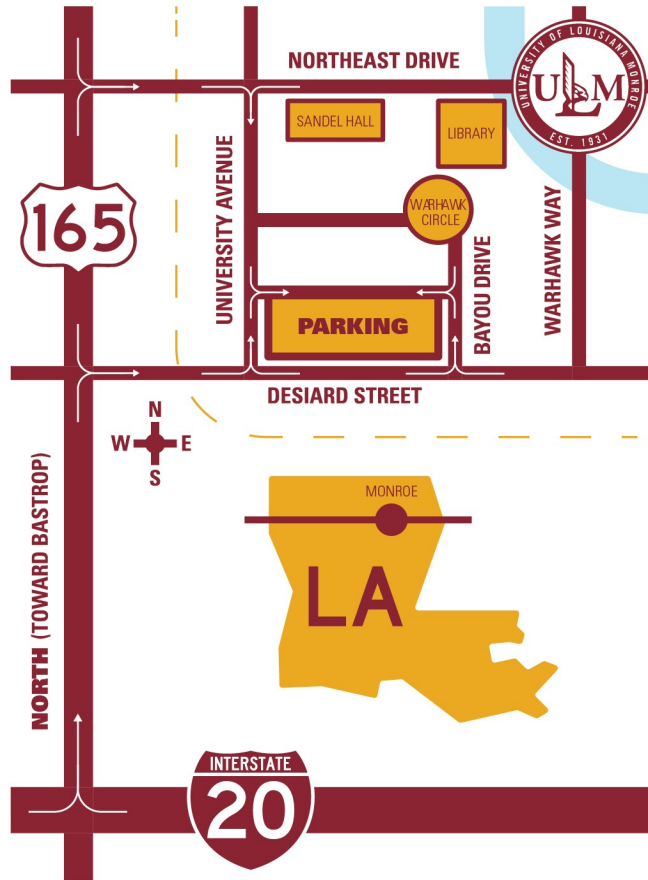 NORTHEAST DRIVE
UNIVERSITY OF LOUISIANA MONROE
ULM
EST. 1931
SANDEL HALL
LIBRARY
165
UNIVERSITY AVENUE
WARHAWK
CIRCLE
BAYOU DRIVE
WARHAWK WAY
PARKING
DESIARD STREET
N
W E
S
NORTH (TOWARD BASTROP)
MONROE
LA
INTERSTATE
20